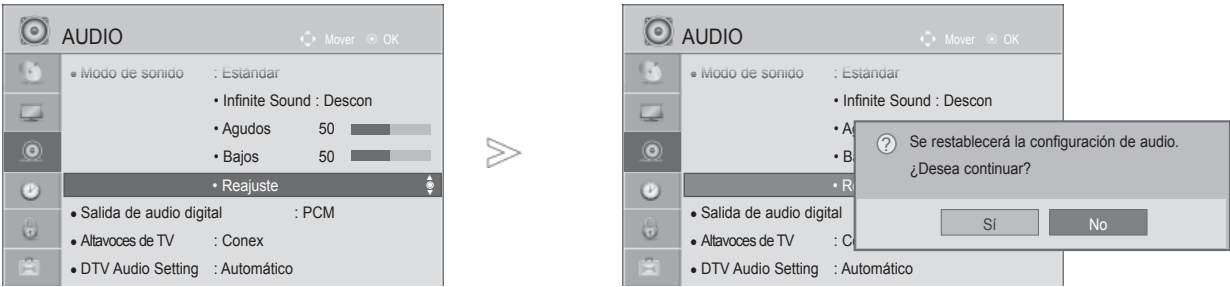 AUDIO
Mover OK
• Modo de sonido : Estándar
• Infinite Sound : Descon
• Agudos 50
• Bajos 50
• Reajuste
• Salida de audio digital : PCM
• Altavoces de TV : Conex
• DTV Audio Setting : Automático
AUDIO
Mover OK
• Modo de sonido : Estándar
• Infinite Sound : Descon
• A
• B
• R
• Salida de audio digital
• Altavoces de TV : C
• DTV Audio Setting : Automático
? Se restablecerá la configuración de audio.
¿Desea continuar?
Sí No